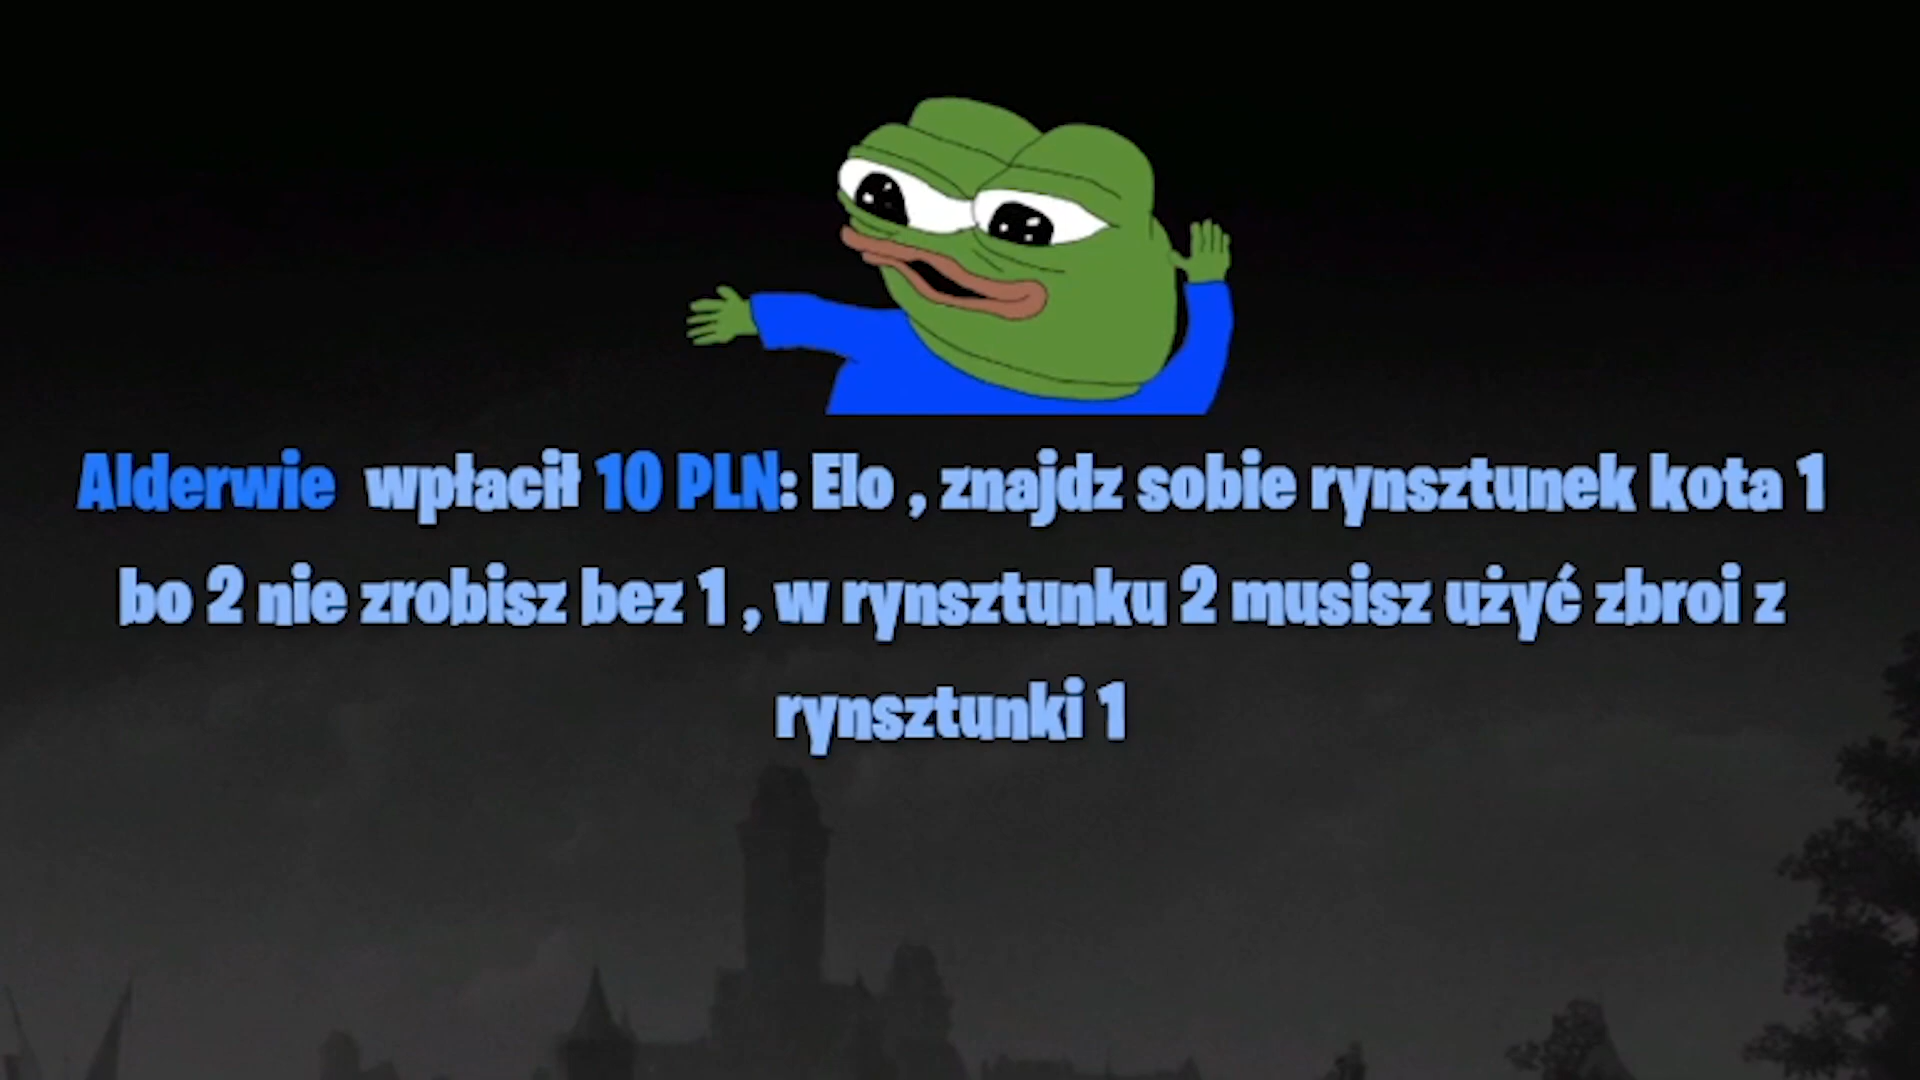 Alderwie wpłacił 10 PLN: Elo , znajdz sobie rynsztunek kota 1
bo 2 nie zrobisz bez 1 , w rynsztunku 2 musisz użyć zbroi z
rynsztunki 1